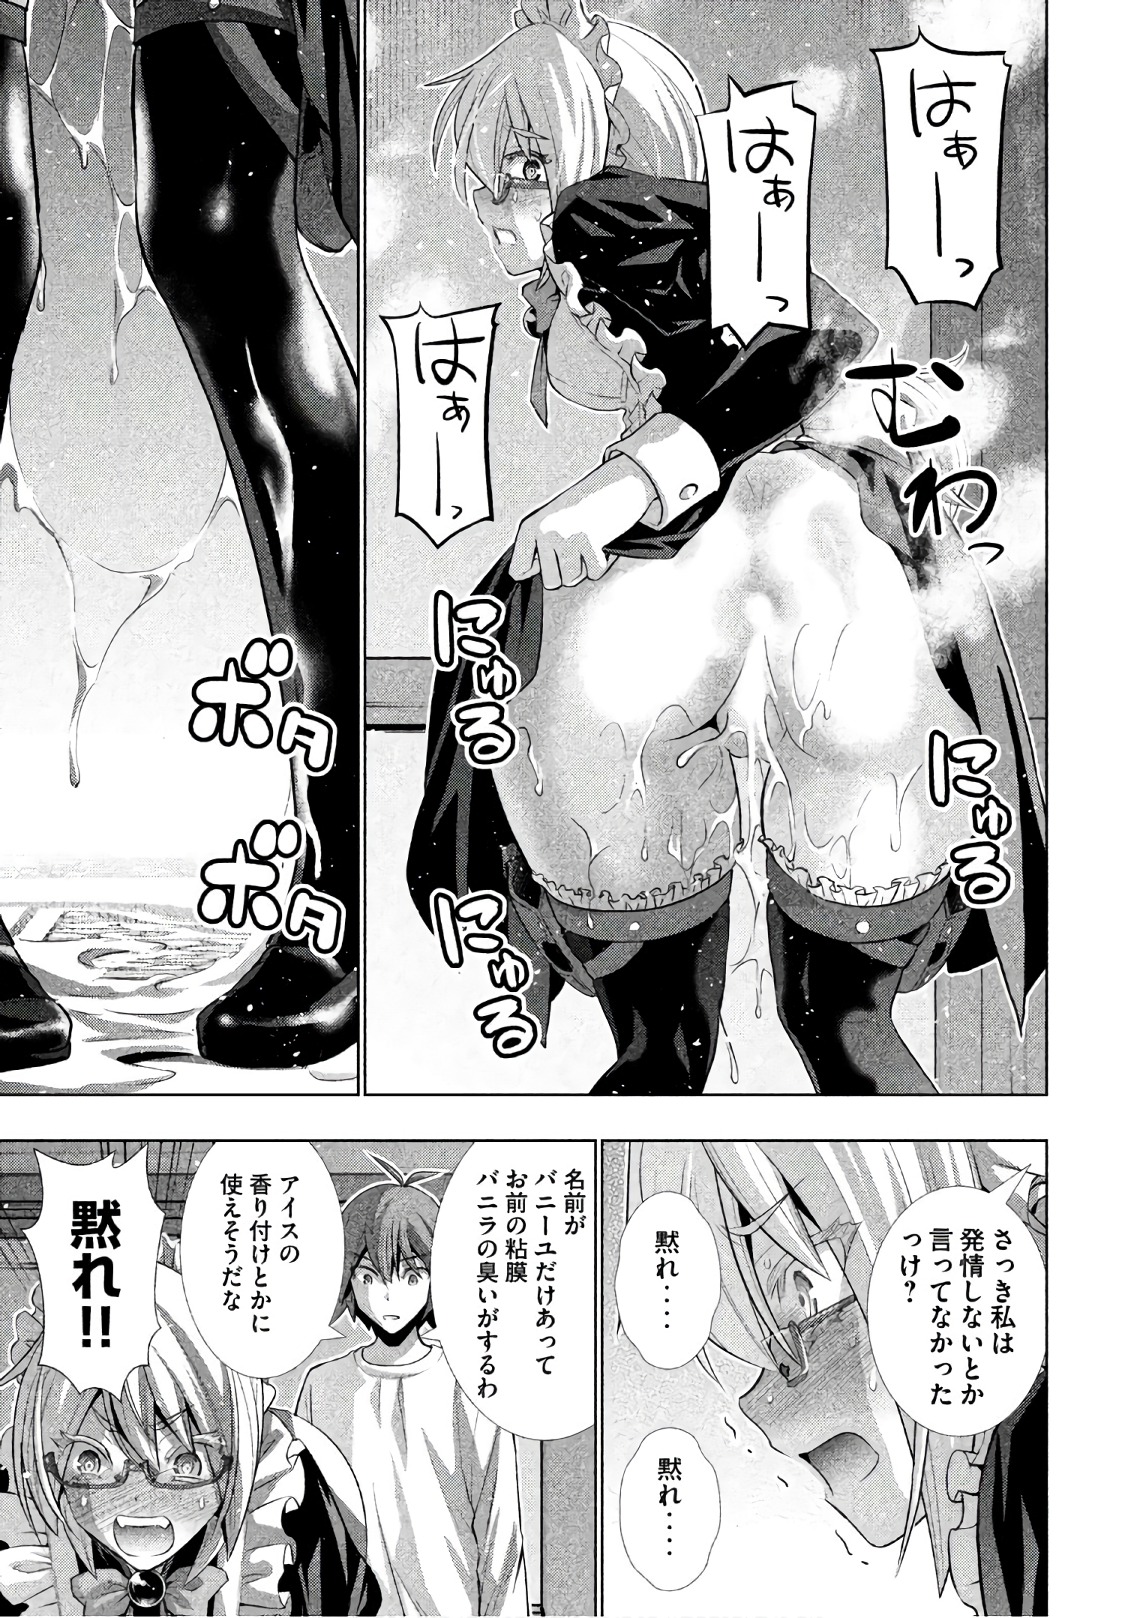 はぁーっ
はぁーっ
はぁーっ
むわっ
にゅる
にゅる
にゅる
ボタ
ボタ
さっき私は
発情しないとか
言ってなかった
っけ？
黙れ‥‥
黙れ‥‥
名前が
バニーユだけあって
お前の粘膜
バニラの臭いがするわ
アイスの
香り付けとかに
使えそうだな
黙れ!!